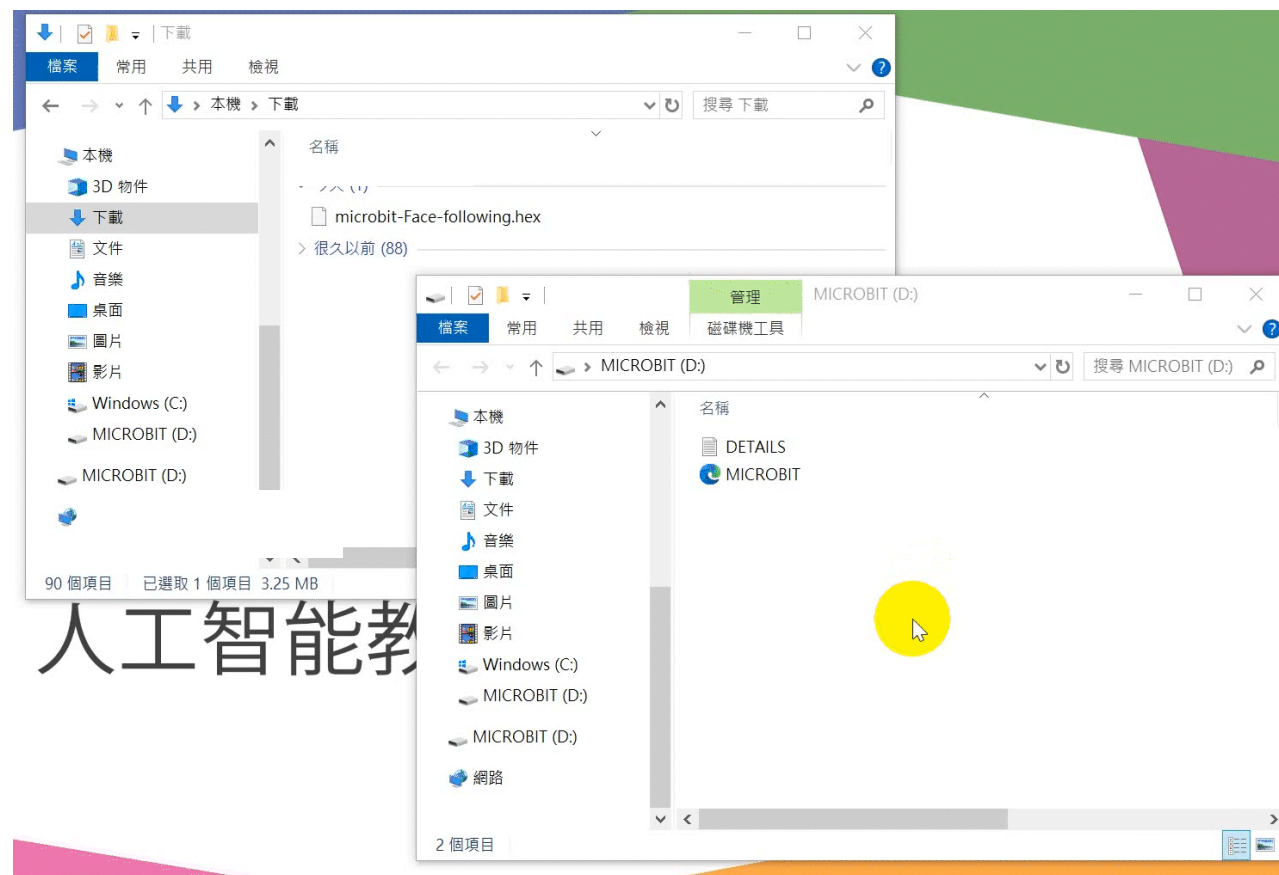 下載
檔案 常用 共用 檢視
本機 下載
搜尋 下載
名稱
本機
3D 物件
下載
文件
音樂
桌面
圖片
影片
Windows (C:)
MICROBIT (D:)
MICROBIT (D:)
microbit-Face-following.hex
很久以前 (88)
90 個項目 已選取 1 個項目 3.25 MB
管理 MICROBIT (D:)
檔案 常用 共用 檢視 磁碟機工具
MICROBIT (D:)
搜尋 MICROBIT (D:)
名稱
本機
3D 物件
下載
文件
音樂
桌面
圖片
影片
Windows (C:)
MICROBIT (D:)
MICROBIT (D:)
網路
DETAILS
MICROBIT
2 個項目
人工智能